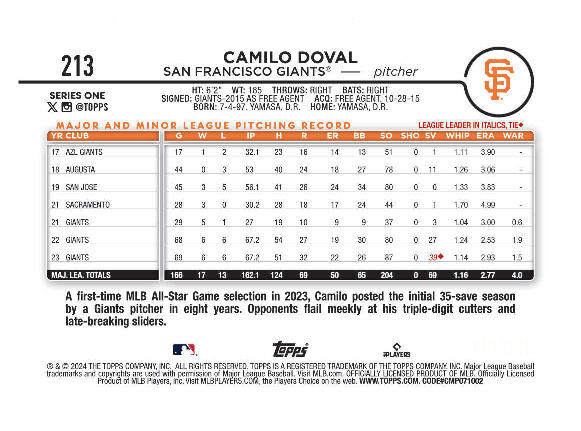 213
CAMILO DOVAL
SAN FRANCISCO GIANTS® — pitcher
SERIES ONE
@TOPPS
HT: 6'2" WT: 185 THROWS: RIGHT BATS: RIGHT
SIGNED: GIANTS-2015 AS FREE AGENT ACQ: FREE AGENT, 10-28-15
BORN: 7-4-97, YAMASA, D.R. HOME: YAMASA, D.R.
SF
MAJOR AND MINOR LEAGUE PITCHING RECORD LEAGUE LEADER IN ITALICS, TIE◆
YR CLUB G W L IP H R ER BB SO SHO SV WHIP ERA WAR
17 AZL GIANTS 17 1 2 32.1 23 16 14 13 51 0 1 1.11 3.90 -
18 AUGUSTA 44 0 3 53 40 24 18 27 78 0 11 1.26 3.06 -
19 SAN JOSE 45 3 5 56.1 41 26 24 34 80 0 0 1.33 3.83 -
21 SACRAMENTO 28 3 0 30.2 28 18 17 24 44 0 1 1.70 4.99 -
21 GIANTS 29 5 1 27 19 10 9 9 37 0 3 1.04 3.00 0.6
22 GIANTS 68 6 6 67.2 54 27 19 30 80 0 27 1.24 2.53 1.9
23 GIANTS 69 6 6 67.2 51 32 22 26 87 0 39◆ 1.14 2.93 1.5
MAJ. LEA. TOTALS 166 17 13 162.1 124 69 50 65 204 0 69 1.16 2.77 4.0
A first-time MLB All-Star Game selection in 2023, Camilo posted the initial 35-save season
by a Giants pitcher in eight years. Opponents flail meekly at his triple-digit cutters and
late-breaking sliders.
Topps
PLAYERS
® & © 2024 THE TOPPS COMPANY, INC. ALL RIGHTS RESERVED. TOPPS IS A REGISTERED TRADEMARK OF THE TOPPS COMPANY, INC. Major League Baseball
trademarks and copyrights are used with permission of Major League Baseball. Visit MLB.com. OFFICIALLY LICENSED PRODUCT OF MLB. Officially Licensed
Product of MLB Players, Inc. Visit MLBPLAYERS.COM, the Players Choice on the web. WWW.TOPPS.COM. CODE#CMP071002